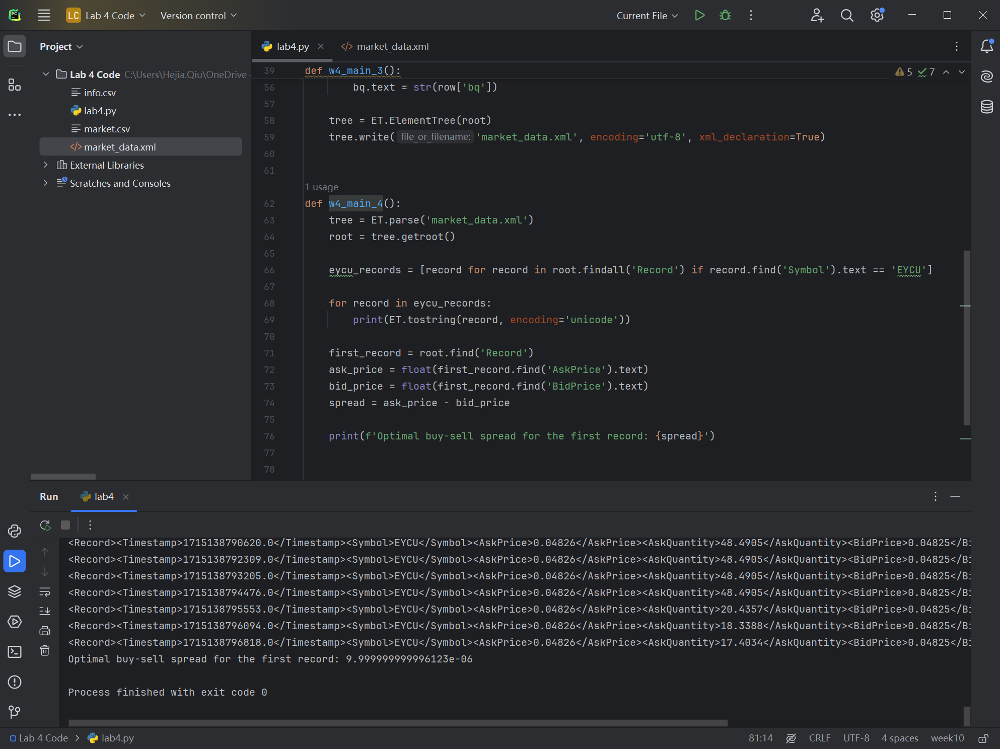 LC Lab 4 Code Version control Current File
Project
lab4.py market_data.xml
Lab 4 Code C:\Users\Hejia.Qiu\OneDrive -
info.csv
lab4.py
market.csv
market_data.xml
External Libraries
Scratches and Consoles
39 def w4_main_3(): 5 7
56 bq.text = str(row['bq'])
57
58 tree = ET.ElementTree(root)
59 tree.write( file_or_filename: 'market_data.xml', encoding='utf-8', xml_declaration=True)
60
61
1 usage
62 def w4_main_4():
63 tree = ET.parse('market_data.xml')
64 root = tree.getroot()
65
66 eycu_records = [record for record in root.findall('Record') if record.find('Symbol').text == 'EYCU']
67
68 for record in eycu_records:
69 print(ET.tostring(record, encoding='unicode'))
70
71 first_record = root.find('Record')
72 ask_price = float(first_record.find('AskPrice').text)
73 bid_price = float(first_record.find('BidPrice').text)
74 spread = ask_price - bid_price
75
76 print(f'Optimal buy-sell spread for the first record: {spread}')
77
78
Run lab4
<Record><Timestamp>1715138790620.0</Timestamp><Symbol>EYCU</Symbol><AskPrice>0.04826</AskPrice><AskQuantity>48.4905</AskQuantity><BidPrice>0.04825</Bi
<Record><Timestamp>1715138792309.0</Timestamp><Symbol>EYCU</Symbol><AskPrice>0.04826</AskPrice><AskQuantity>48.4905</AskQuantity><BidPrice>0.04825</Bi
<Record><Timestamp>1715138793205.0</Timestamp><Symbol>EYCU</Symbol><AskPrice>0.04826</AskPrice><AskQuantity>48.4905</AskQuantity><BidPrice>0.04825</Bi
<Record><Timestamp>1715138794476.0</Timestamp><Symbol>EYCU</Symbol><AskPrice>0.04826</AskPrice><AskQuantity>48.4905</AskQuantity><BidPrice>0.04825</Bi
<Record><Timestamp>1715138795553.0</Timestamp><Symbol>EYCU</Symbol><AskPrice>0.04826</AskPrice><AskQuantity>20.4357</AskQuantity><BidPrice>0.04825</Bi
<Record><Timestamp>1715138796094.0</Timestamp><Symbol>EYCU</Symbol><AskPrice>0.04826</AskPrice><AskQuantity>18.3388</AskQuantity><BidPrice>0.04825</Bi
<Record><Timestamp>1715138796818.0</Timestamp><Symbol>EYCU</Symbol><AskPrice>0.04826</AskPrice><AskQuantity>17.4034</AskQuantity><BidPrice>0.04825</Bi
Optimal buy-sell spread for the first record: 9.999999999996123e-06
Process finished with exit code 0
Lab 4 Code lab4.py 81:14 CRLF UTF-8 4 spaces week10